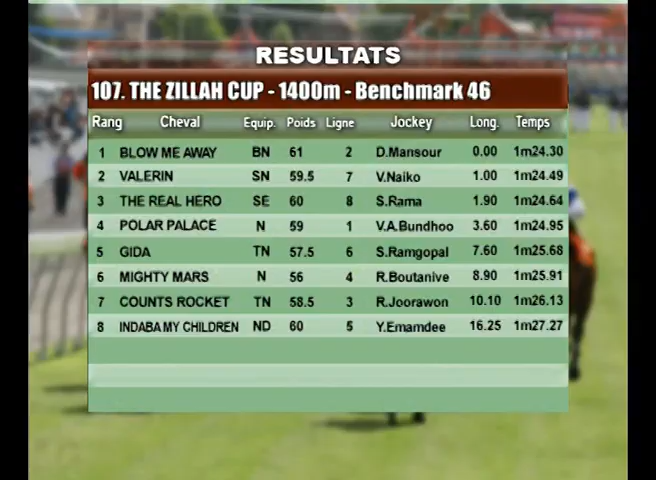 RESULTATS
107. THE ZILLAH CUP - 1400m - Benchmark 46
Rang Cheval Equip. Poids Ligne Jockey Long. Temps
1 BLOW ME AWAY BN 61 2 D.Mansour 0.00 1m24.30
2 VALERIN SN 59.5 7 V.Naiko 1.00 1m24.49
3 THE REAL HERO SE 60 8 S.Rama 1.90 1m24.64
4 POLAR PALACE N 59 1 V.A.Bundhoo 3.60 1m24.95
5 GIDA TN 57.5 6 S.Ramgopal 7.60 1m25.68
6 MIGHTY MARS N 56 4 R.Boutanive 8.90 1m25.91
7 COUNTS ROCKET TN 58.5 3 R.Joorawon 10.10 1m26.13
8 INDABA MY CHILDREN ND 60 5 Y.Emamdee 16.25 1m27.27